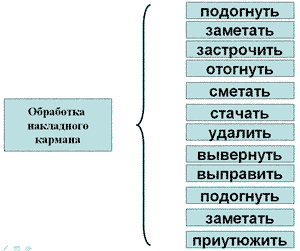 Обработка
накладного
кармана
подогнуть
заметать
застрочить
отогнуть
сметать
стачать
удалить
вывернуть
выправить
подогнуть
заметать
приутюжить